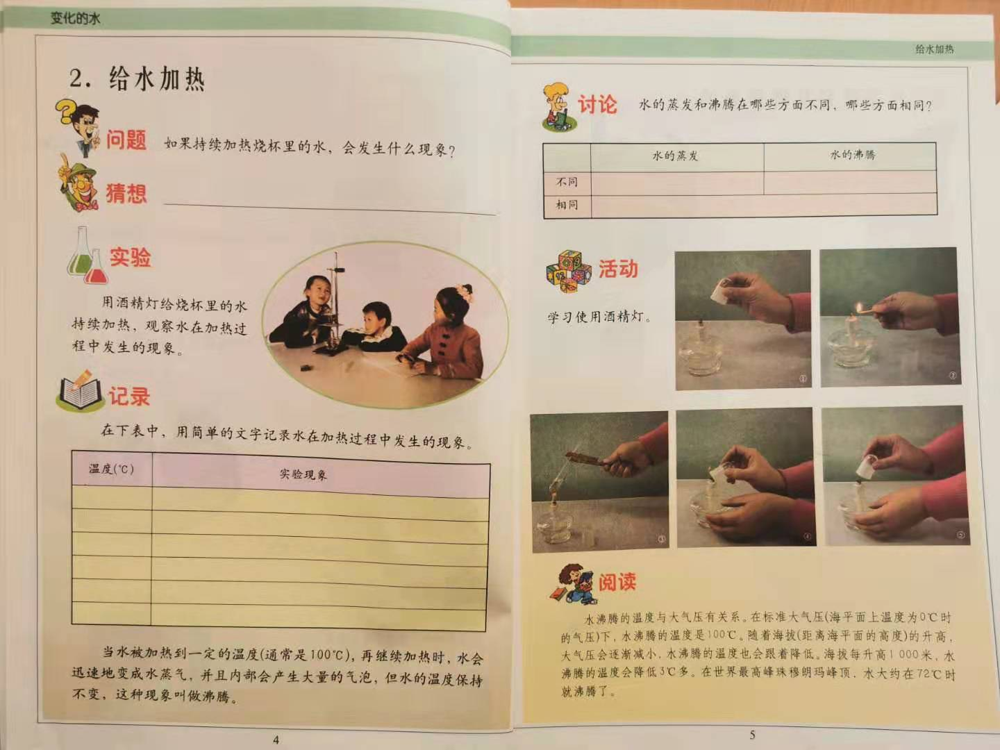 变化的水
2. 给水加热
问题 如果持续加热烧杯里的水，会发生什么现象？
猜想
实验
用酒精灯给烧杯里的水
持续加热，观察水在加热过
程中发生的现象。
记录
在下表中，用简单的文字记录水在加热过程中发生的现象。
温度(℃) 实验现象
当水被加热到一定的温度(通常是100℃)，再继续加热时，水会
迅速地变成水蒸气，并且内部会产生大量的气泡，但水的温度保持
不变，这种现象叫做沸腾。
4
给水加热
讨论 水的蒸发和沸腾在哪些方面不同，哪些方面相同？
水的蒸发 水的沸腾
不同
相同
活动
学习使用酒精灯。
①
②
③
④
⑤
阅读
水沸腾的温度与大气压有关系。在标准大气压(海平面上温度为0℃时
的气压)下，水沸腾的温度是100℃。随着海拔(距离海平面的高度)的升高，
大气压会逐渐减小，水沸腾的温度也会跟着降低。海拔每升高1000米，水
沸腾的温度会降低3℃多。在世界最高峰珠穆朗玛峰顶，水大约在72℃时
就沸腾了。
5